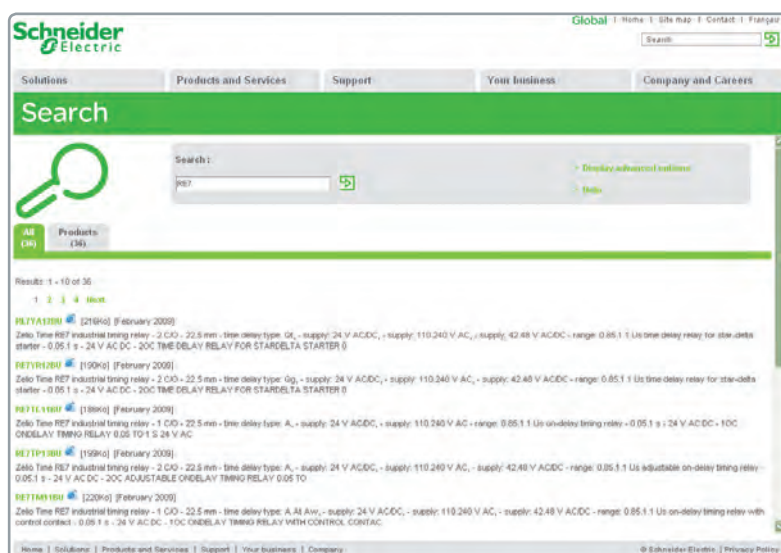 Schneider
Electric
Global | Home | Site map | Contact | Français
Search
Solutions Products and Services Support Your business Company and Careers
Search
Search :
RE7
> Display advanced options
> Help
All
(36)
Products
(36)
Results: 1 - 10 of 36
1 2 3 4 Next
[216Ko] [February 2009]
Zelio Time RE7 industrial timing relay - 2 C/O - 22.5 mm - time delay type: Qt, - supply: 24 V AC/DC, - supply: 110.240 V AC, - supply: 42.48 V AC/DC - range: 0.05.1 1 Us time delay relay for star-delta
starter - 0.05.1 s - 24 V AC DC - 2OC TIME DELAY RELAY FOR STARDELTA STARTER 0
[190Ko] [February 2009]
Zelio Time RE7 industrial timing relay - 2 C/O - 22.5 mm - time delay type: Qg, - supply: 24 V AC/DC, - supply: 110.240 V AC, - supply: 42.48 V AC/DC - range: 0.05.1 1 Us time delay relay for star-delta
starter - 0.05.1 s - 24 V AC DC - 2OC TIME DELAY RELAY FOR STARDELTA STARTER 0
[186Ko] [February 2009]
Zelio Time RE7 industrial timing relay - 1 C/O - 22.5 mm - time delay type: A, - supply: 24 V AC/DC, - supply: 110.240 V AC - range: 0.05.1 1 Us on-delay timing relay - 0.05.1 s - 24 V AC DC - 1OC
ONDELAY TIMING RELAY 0.05 TO 1 S 24 V AC
RE7TP13BU [February 2009]
Zelio Time RE7 industrial timing relay - 2 C/O - 22.5 mm - time delay type: A, - supply: 24 V AC/DC, - supply: 110.240 V AC, - supply: 42.48 V AC/DC - range: 0.05.1 1 Us adjustable on-delay timing relay -
0.05.1 s - 24 V AC DC - 2OC ADJUSTABLE ONDELAY TIMING RELAY 0.05 TO
RE7TM11BU [220Ko] [February 2009]
Zelio Time RE7 industrial timing relay - 1 C/O - 22.5 mm - time delay type: A At Aw, - supply: 24 V AC/DC, - supply: 110.240 V AC, - supply: 42.48 V AC/DC - range: 0.05.1 1 Us on-delay timing relay with
control contact - 0.05.1 s - 24 V AC DC - 1OC ONDELAY TIMING RELAY WITH CONTROL CONTAC
Home | Solutions | Products and Services | Support | Your business | Company © Schneider Electric | Privacy Policy